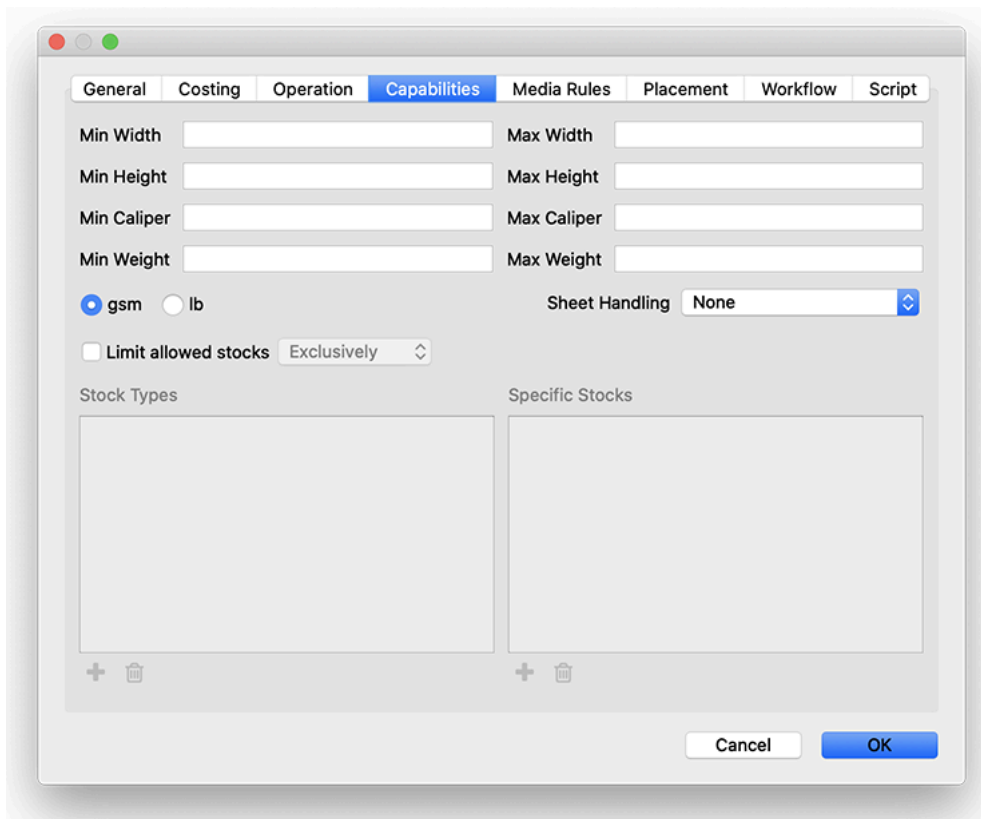 General Costing Operation Capabilities Media Rules Placement Workflow Script
Min Width Max Width
Min Height Max Height
Min Caliper Max Caliper
Min Weight Max Weight
gsm lb Sheet Handling None
Limit allowed stocks Exclusively
Stock Types Specific Stocks
Cancel OK